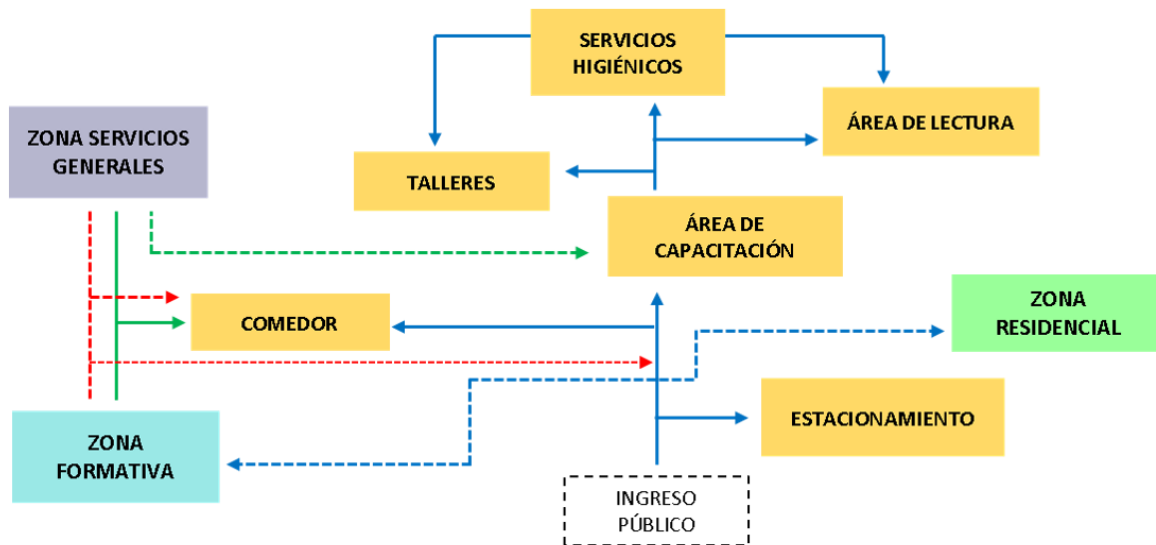 SERVICIOS
HIGIÉNICOS
ZONA SERVICIOS
GENERALES
ÁREA DE LECTURA
TALLERES
ÁREA DE
CAPACITACIÓN
COMEDOR
ZONA
RESIDENCIAL
ESTACIONAMIENTO
ZONA
FORMATIVA
INGRESO
PÚBLICO